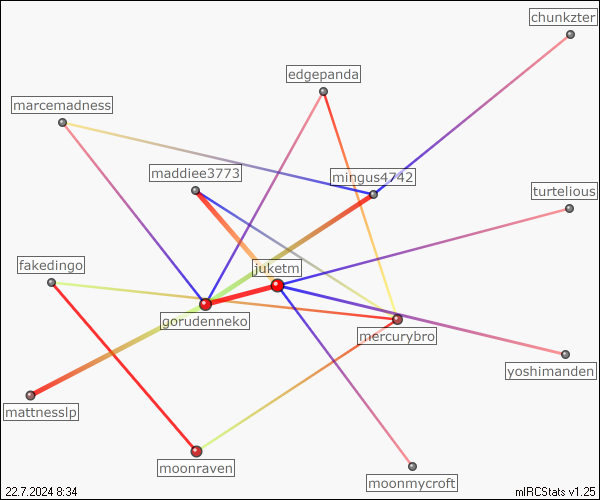 chunkzter
edgepanda
marcemadness
maddiee3773
mingus4742
turtelious
fakedingo
juketm
gorudenneko
mercurybro
yoshimanden
mattnesslp
moonraven
moonmycroft
22.7.2024 8:34
mIRCStats v1.25